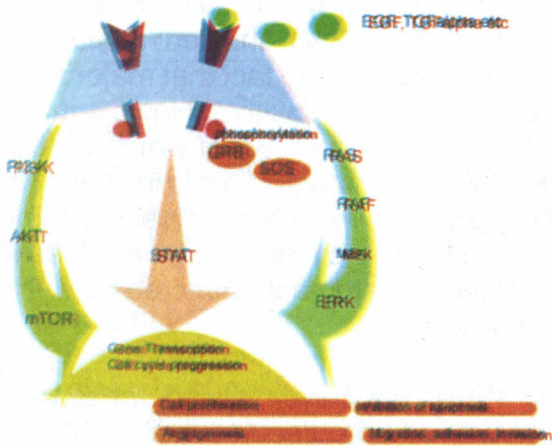 EGF, TGF-alpha etc
phosphorylation
GRB
SOS
PI3K
RAS
RAF
AKT
STAT
MEK
ERK
mTOR
Gene Transcription
Cell cycle progression
Cell proliferation
Inhibition of apoptosis
Angiogenesis
Migration, adhesion, invasion